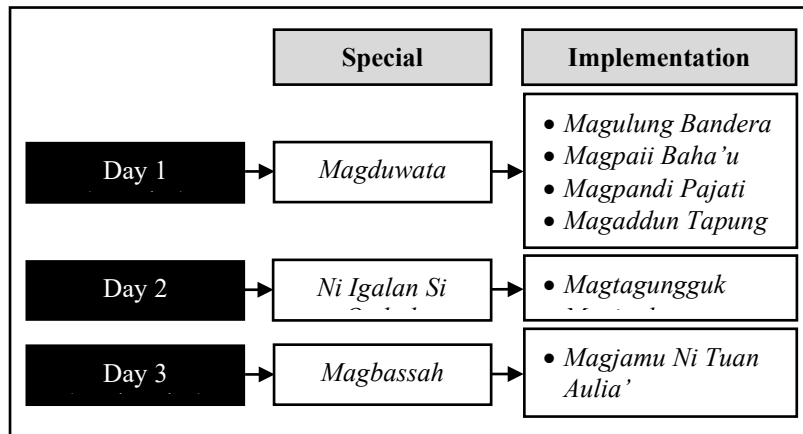 Special
Implementation
Day 1
Magduwata
• Magulung Bandera
• Magpaii Baha’u
• Magpandi Pajati
• Magaddun Tapung
Day 2
Ni Igalan Si
• Magtagungguk
Day 3
Magbassah
• Magjamu Ni Tuan
Aulia’